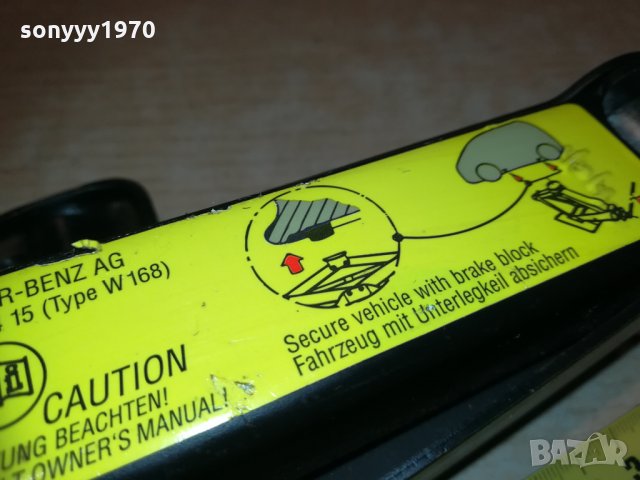 sonyyy1970
R-BENZ AG
15 (Type W 168)
CAUTION
UNG BEACHTEN!
T OWNER'S MANUAL!
Secure vehicle with brake block
Fahrzeug mit Unterlegkeil absichern
BAZAR